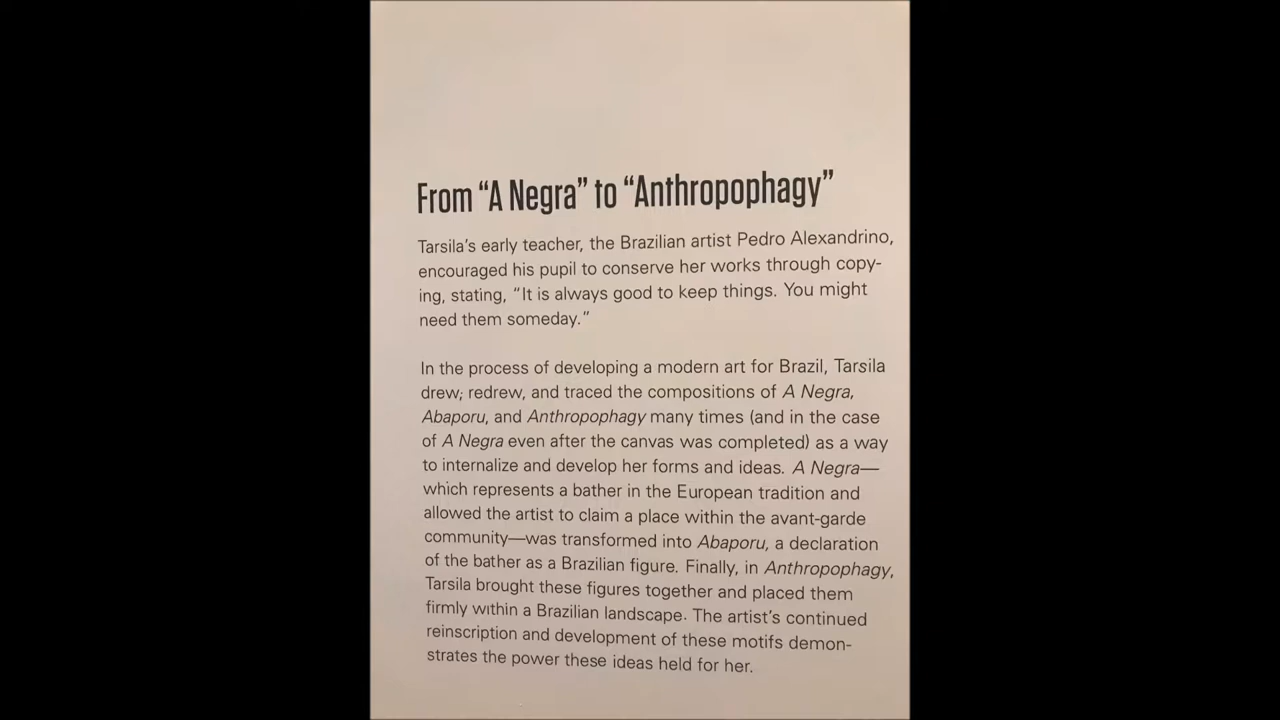 From “A Negra” to “Anthropophagy”
Tarsila’s early teacher, the Brazilian artist Pedro Alexandrino,
encouraged his pupil to conserve her works through copy-
ing, stating, “It is always good to keep things. You might
need them someday.”
In the process of developing a modern art for Brazil, Tarsila
drew; redrew, and traced the compositions of A Negra,
Abaporu, and Anthropophagy many times (and in the case
of A Negra even after the canvas was completed) as a way
to internalize and develop her forms and ideas. A Negra—
which represents a bather in the European tradition and
allowed the artist to claim a place within the avant-garde
community—was transformed into Abaporu, a declaration
of the bather as a Brazilian figure. Finally, in Anthropophagy,
Tarsila brought these figures together and placed them
firmly within a Brazilian landscape. The artist’s continued
reinscription and development of these motifs demon-
strates the power these ideas held for her.